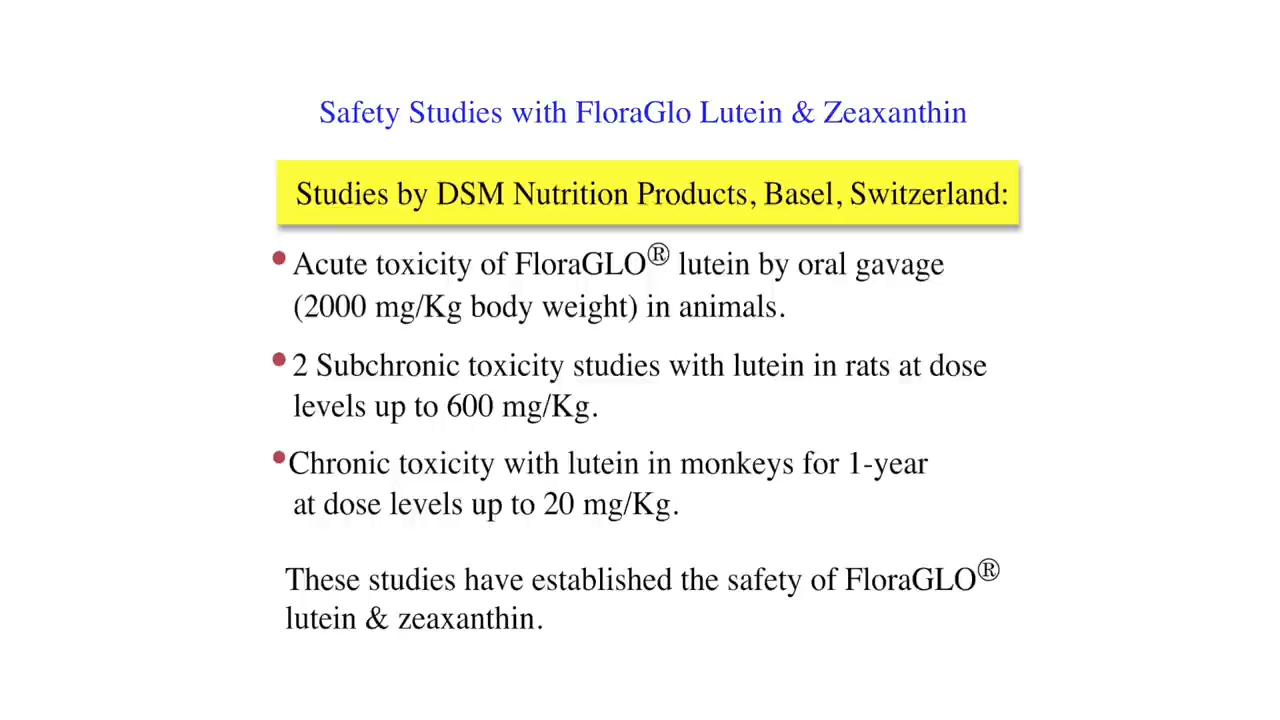 Safety Studies with FloraGlo Lutein & Zeaxanthin
Studies by DSM Nutrition Products, Basel, Switzerland:
•Acute toxicity of FloraGLO® lutein by oral gavage
(2000 mg/Kg body weight) in animals.
•2 Subchronic toxicity studies with lutein in rats at dose
levels up to 600 mg/Kg.
•Chronic toxicity with lutein in monkeys for 1-year
at dose levels up to 20 mg/Kg.
These studies have established the safety of FloraGLO®
lutein & zeaxanthin.